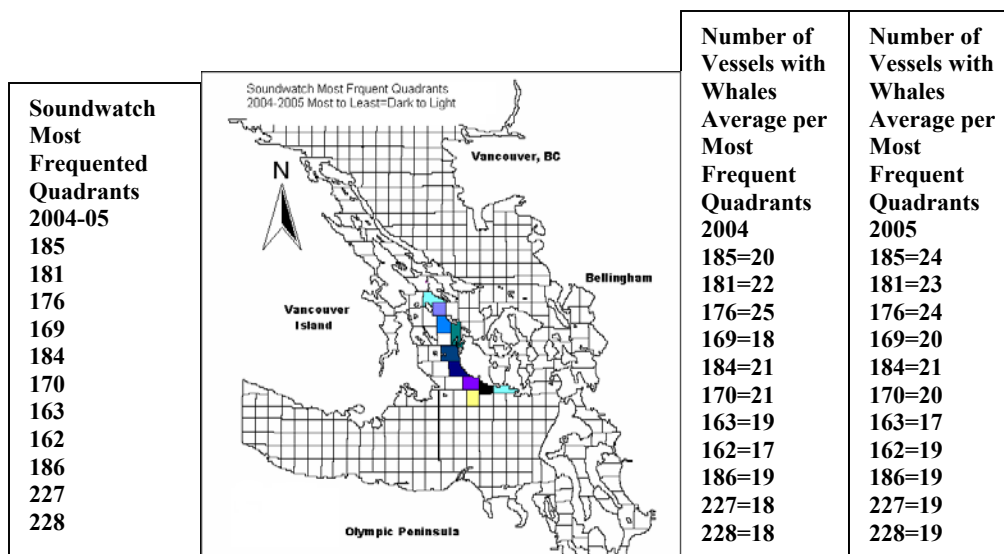 Soundwatch
Most
Frequented
Quadrants
2004-05
185
181
176
169
184
170
163
162
186
227
228
Soundwatch Most Frquent Quadrants
2004-2005 Most to Least=Dark to Light
Vancouver, BC
N
Bellingham
Vancouver
Island
Olympic Peninsula
Number of
Vessels with
Whales
Average per
Most
Frequent
Quadrants
2004
185=20
181=22
176=25
169=18
184=21
170=21
163=19
162=17
186=19
227=18
228=18
Number of
Vessels with
Whales
Average per
Most
Frequent
Quadrants
2005
185=24
181=23
176=24
169=20
184=21
170=20
163=17
162=19
186=19
227=19
228=19